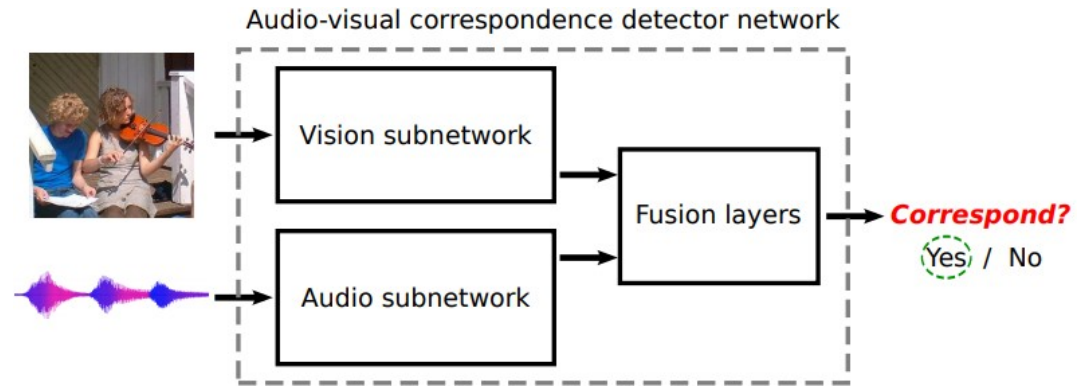 Audio-visual correspondence detector network
Vision subnetwork
Audio subnetwork
Fusion layers
Correspond?
Yes / No